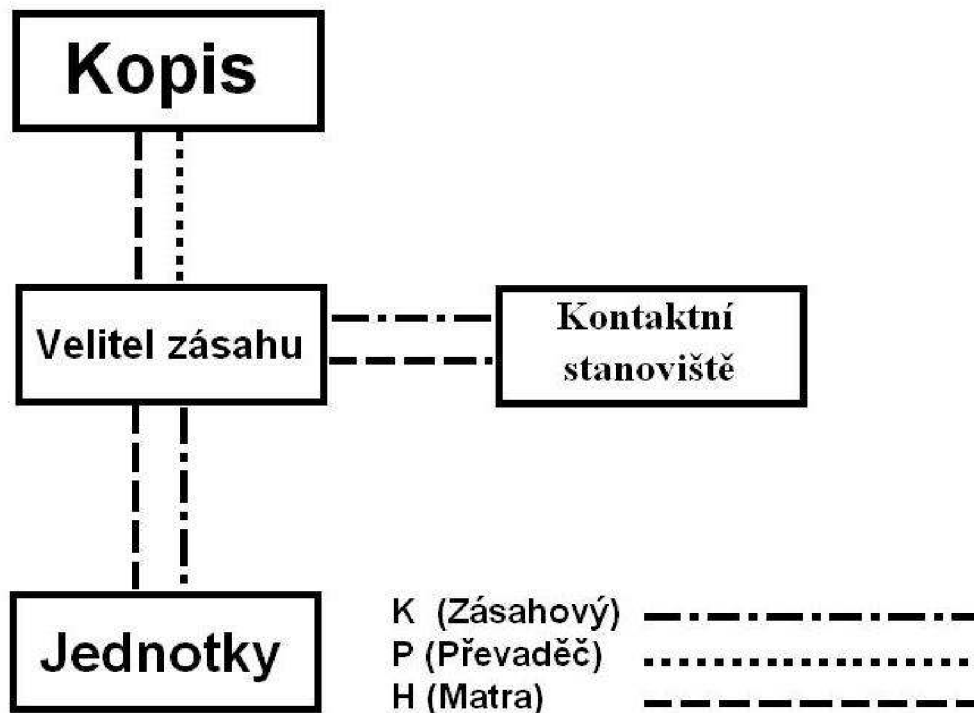 Kopis
Velitel zásahu
Kontaktní
stanoviště
Jednotky
K (Zásahový)
P (Převaděč)
H (Matra)